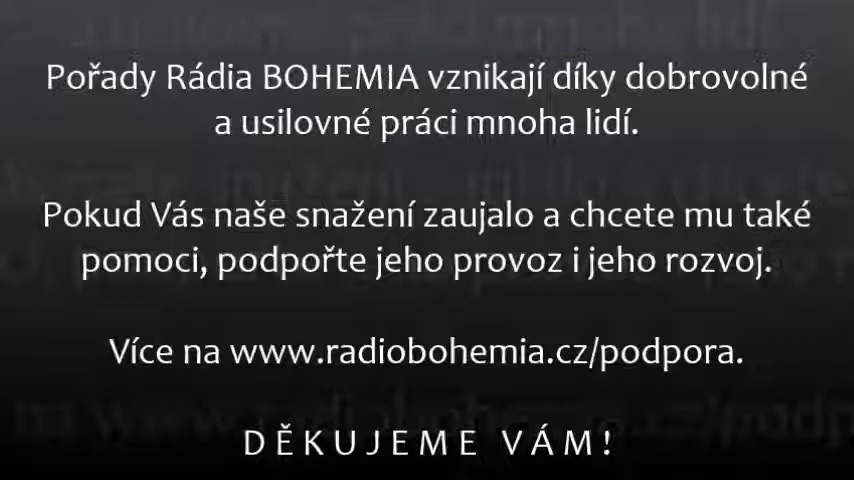 Pořady Rádia BOHEMIA vznikají díky dobrovolné
a usilovné práci mnoha lidí.
Pokud Vás naše snažení zaujalo a chcete mu také
pomoci, podpořte jeho provoz i jeho rozvoj.
Více na www.radiobohemia.cz/podpora.
DĚKUJEME VÁM!